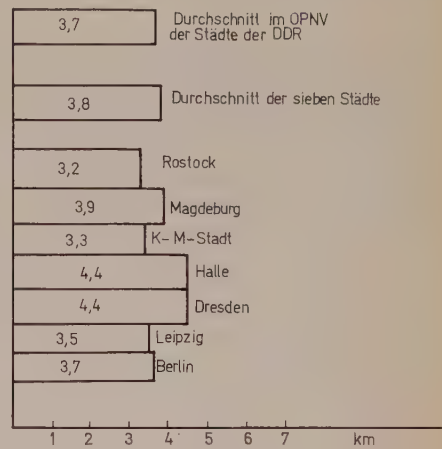 3,7 Durchschnitt im ÖPNV
der Städte der DDR
3,8 Durchschnitt der sieben Städte
3,2 Rostock
3,9 Magdeburg
3,3 K-M-Stadt
4,4 Halle
4,4 Dresden
3,5 Leipzig
3,7 Berlin
1 2 3 4 5 6 7 km